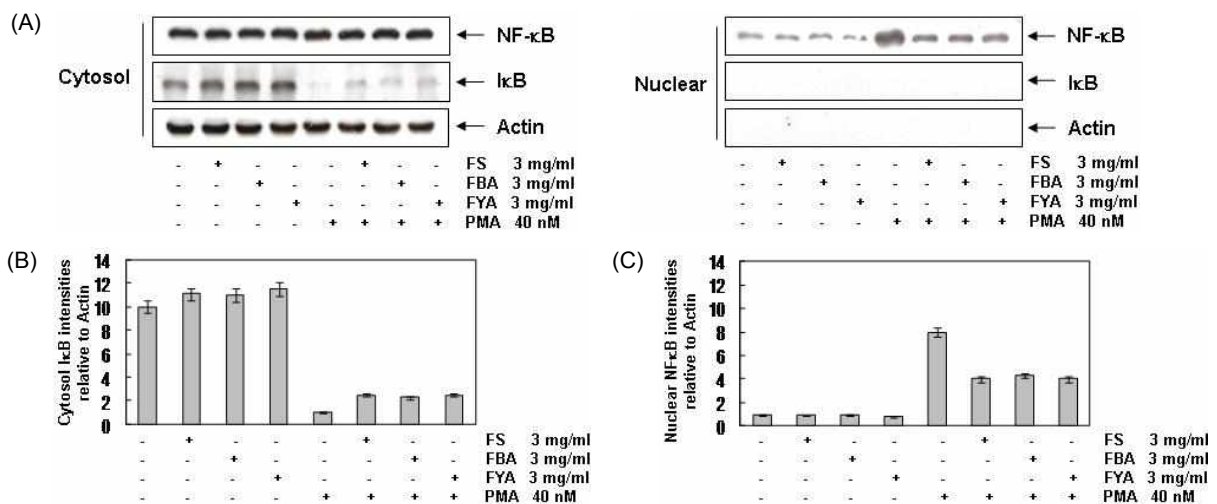 (A)
Cytosol
NF-κB
IκB
Actin
- + - - - - + - - FS 3 mg/ml
- - + - - - + - FBA 3 mg/ml
- - - + - - - + FYA 3 mg/ml
- - - - + + + + PMA 40 nM
Nuclear
NF-κB
IκB
Actin
- + - - - + - - FS 3 mg/ml
- - + - - - + - FBA 3 mg/ml
- - - + - - - + FYA 3 mg/ml
- - - - + + + + PMA 40 nM
(B)
Cytosol IκB intensities
relative to Actin
14
12
10
8
6
4
2
0
- + - - - + - -
- - + - - - + -
- - - + - - - +
- - - - + + + +
FS 3 mg/ml
FBA 3 mg/ml
FYA 3 mg/ml
PMA 40 nM
(C)
Nuclear NFκB intensities
relative to Actin
14
12
10
8
6
4
2
0
- + - - - + - - FS 3 mg/ml
- - + - - - + - FBA 3 mg/ml
- - - + - - - + FYA 3 mg/ml
- - - - + + + + PMA 40 nM